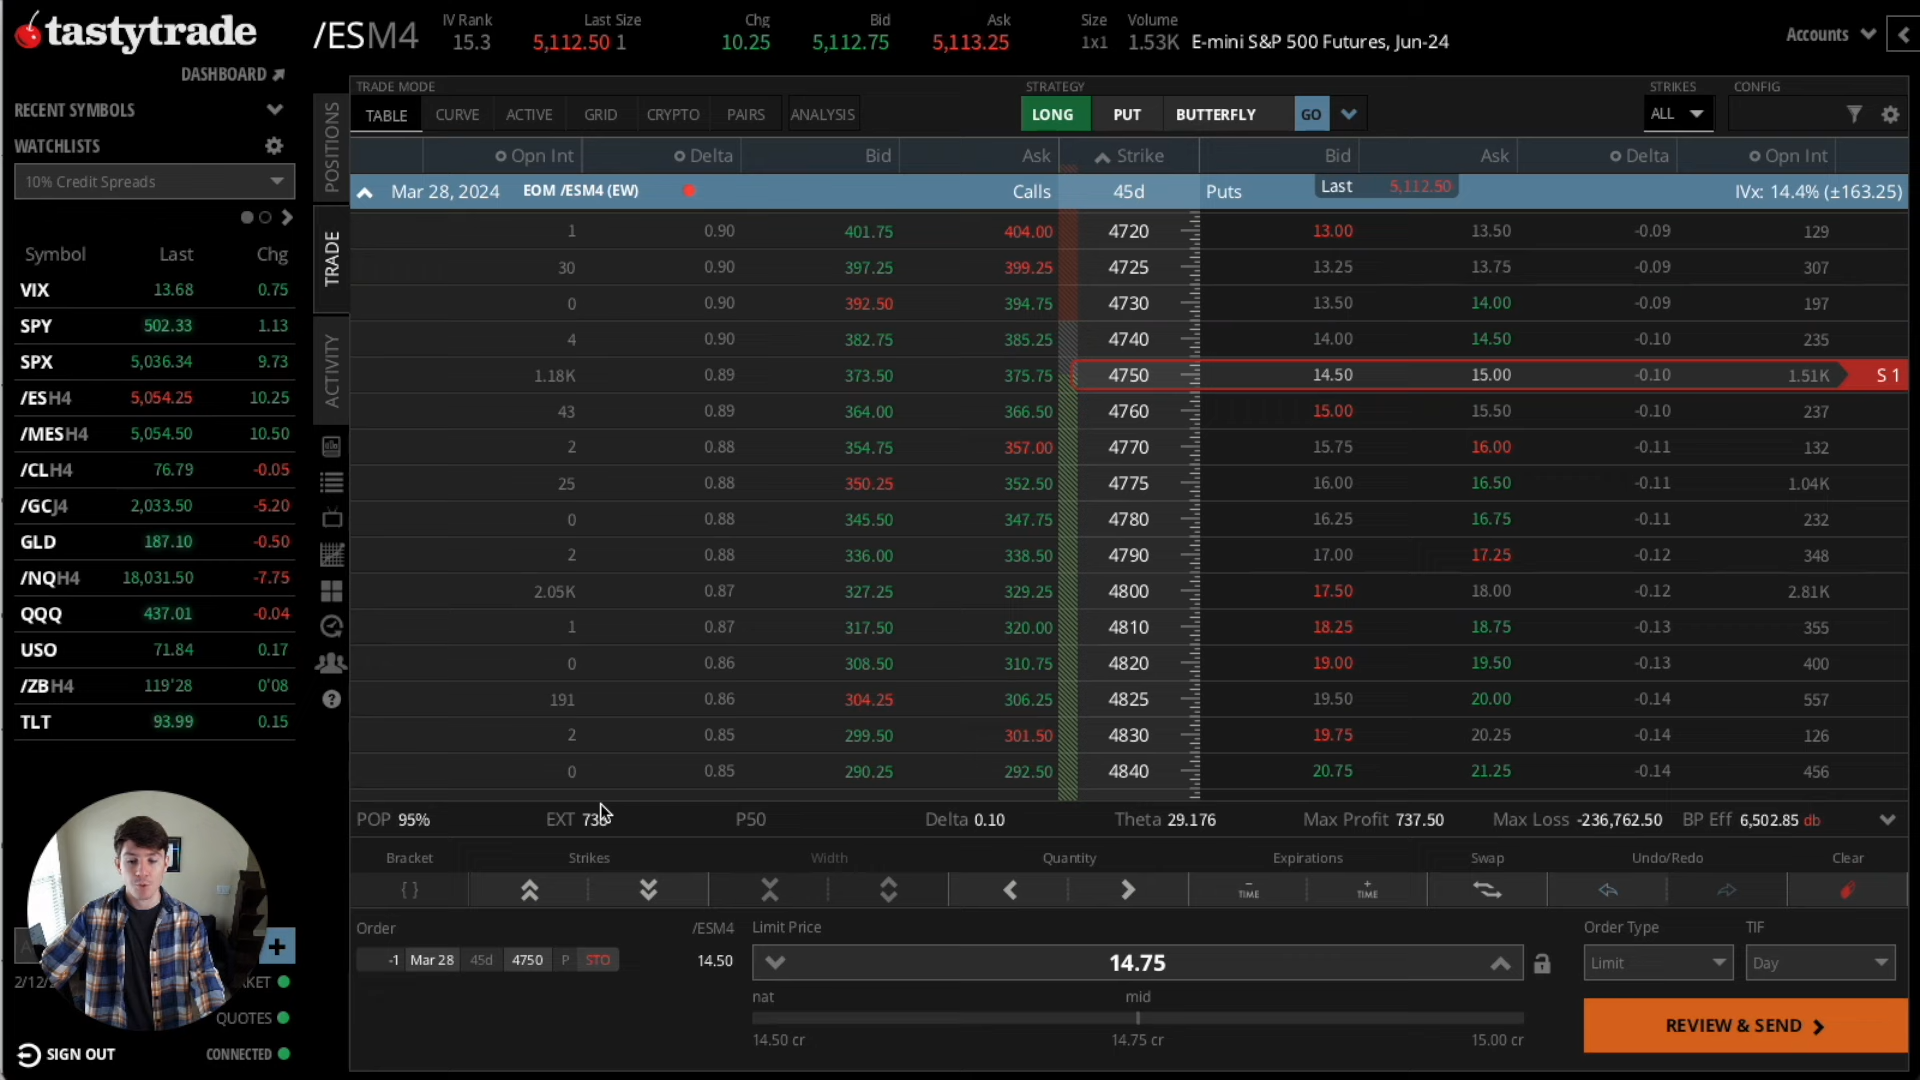 tastytrade
DASHBOARD
RECENT SYMBOLS
WATCHLISTS
10% Credit Spreads
Symbol Last Chg
VIX 13.68 0.75
SPY 502.33 1.13
SPX 5,036.34 9.73
/ESH4 5,054.25 10.25
/MESH4 5,054.50 10.50
/CLH4 76.79 -0.05
/GCJ4 2,033.50 -5.20
GLD 187.10 -0.50
/NQH4 18,031.50 -7.75
QQQ 437.01 -0.04
USO 71.84 0.17
/ZBH4 119'28 0'08
TLT 93.99 0.15
2/12/
KET
QUOTES
SIGN OUT CONNECTED
/ESM4
IV Rank Last Size Chg Bid Ask Size Volume
15.3 5,112.50 1 10.25 5,112.75 5,113.25 1x1 1.53K E-mini S&P 500 Futures, Jun-24
Accounts
POSITIONS
TRADE
ACTIVITY
TRADE MODE STRATEGY STRIKES CONFIG
TABLE CURVE ACTIVE GRID CRYPTO PAIRS ANALYSIS LONG PUT BUTTERFLY GO ALL
Opn Int Delta Bid Ask Strike Bid Ask Delta Opn Int
Mar 28, 2024 EOM /ESM4 (EW) Calls 45d Puts Last 5,112.50 IVx: 14.4% (±163.25)
1 0.90 401.75 404.00 4720 13.00 13.50 -0.09 129
30 0.90 397.25 399.25 4725 13.25 13.75 -0.09 307
0 0.90 392.50 394.75 4730 13.50 14.00 -0.09 197
4 0.90 382.75 385.25 4740 14.00 14.50 -0.10 235
1.18K 0.89 373.50 375.75 4750 14.50 15.00 -0.10 1.51K S 1
43 0.89 364.00 366.50 4760 15.00 15.50 -0.10 237
2 0.88 354.75 357.00 4770 15.75 16.00 -0.11 132
25 0.88 350.25 352.50 4775 16.00 16.50 -0.11 1.04K
0 0.88 345.50 347.75 4780 16.25 16.75 -0.11 232
2 0.88 336.00 338.50 4790 17.00 17.25 -0.12 348
2.05K 0.87 327.25 329.25 4800 17.50 18.00 -0.12 2.81K
1 0.87 317.50 320.00 4810 18.25 18.75 -0.13 355
0 0.86 308.50 310.75 4820 19.00 19.50 -0.13 400
191 0.86 304.25 306.25 4825 19.50 20.00 -0.14 557
2 0.85 299.50 301.50 4830 19.75 20.25 -0.14 126
0 0.85 290.25 292.50 4840 20.75 21.25 -0.14 456
POP 95% EXT P50 Delta 0.10 Theta 29.176 Max Profit 737.50 Max Loss -236,762.50 BP Eff 6,502.85 db
Bracket Strikes Width Quantity Expirations Swap Undo/Redo Clear
{ } TIME TIME
Order /ESM4 Limit Price Order Type TIF
-1 Mar 28 45d 4750 P STO 14.50 14.75 Limit Day
nat mid
14.50 cr 14.75 cr 15.00 cr
REVIEW & SEND